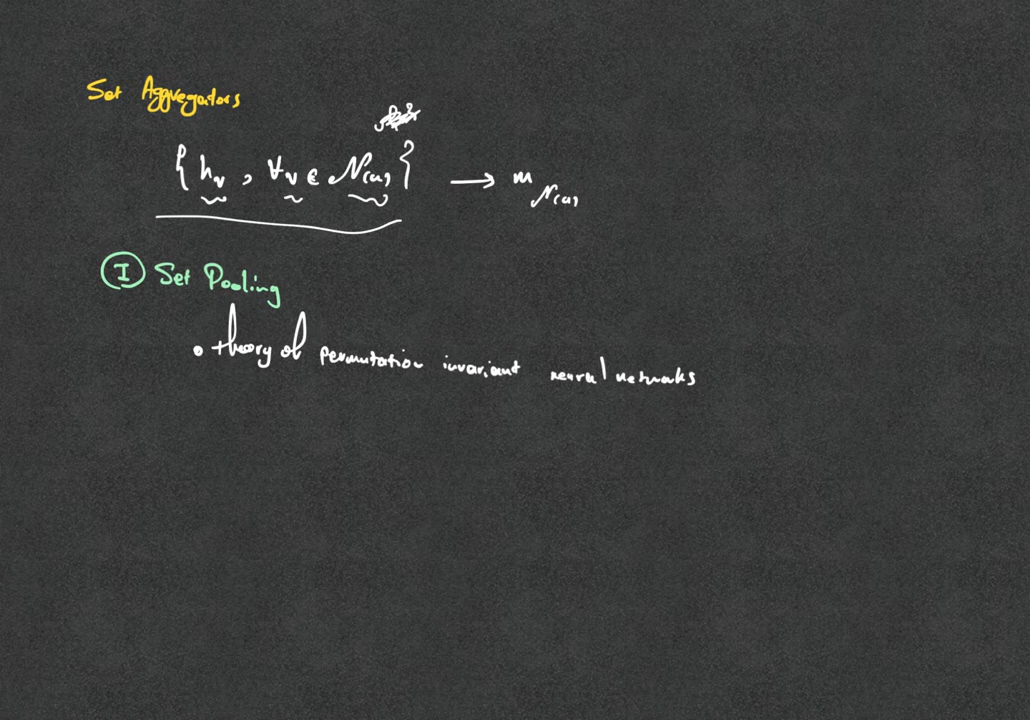 Set Aggregators
{ h_v , ∀v ∈ N(u) } → m_N(u)
I Set Pooling
• theory of permutation invariant neural networks